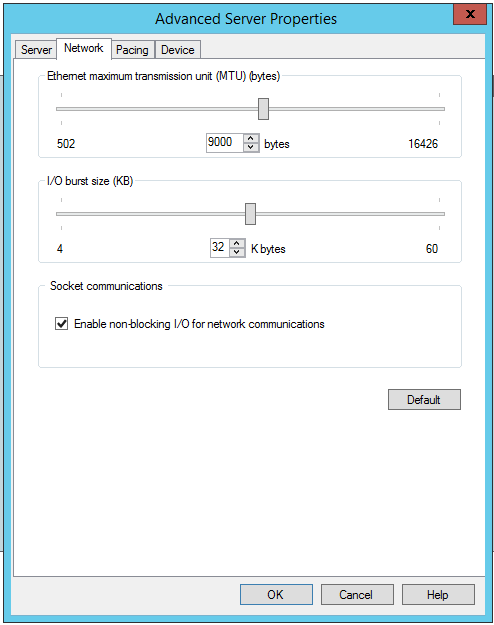 Advanced Server Properties
x
Server Network Pacing Device
Ethernet maximum transmission unit (MTU) (bytes)
502 9000 bytes 16426
I/O burst size (KB)
4 32 K bytes 60
Socket communications
Enable non-blocking I/O for network communications
Default
OK Cancel Help